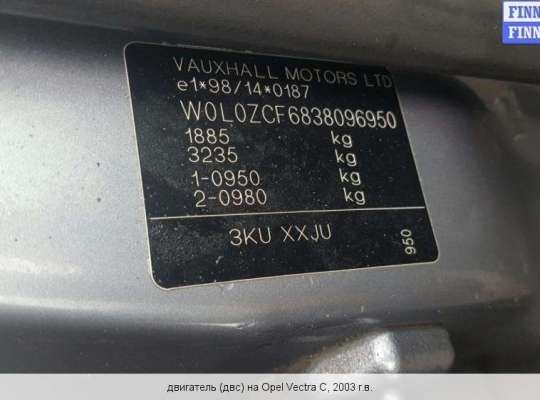 FINN
FINN
VAUXHALL MOTORS LTD
e1*98/14*0187
W0L0ZCF6838096950
1885 kg
3235 kg
1-0950 kg
2-0980 kg
3KU XXJU
950
двигатель (двс) на Opel Vectra C, 2003 г.в.